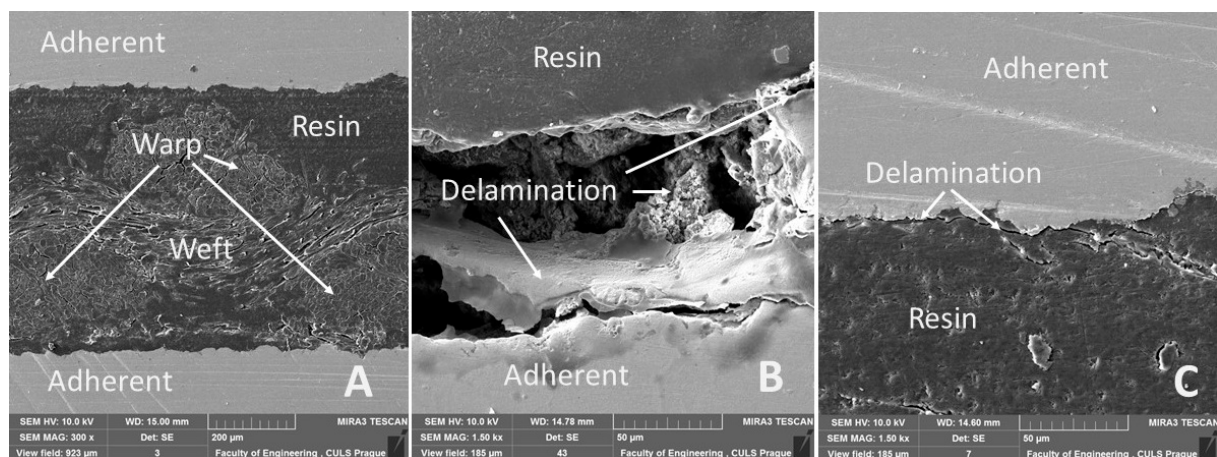 Adherent
Resin
Warp
Weft
Adherent
A
SEM HV: 10.0 kV WD: 15.00 mm MIRA3 TESCAN
SEM MAG: 300 x Det: SE 200 µm
View field: 923 µm 3 Faculty of Engineering , CULS Prague
Resin
Delamination
Adherent
B
SEM HV: 10.0 kV WD: 14.78 mm MIRA3 TESCAN
SEM MAG: 1.50 kx Det: SE 50 µm
View field: 185 µm 43 Faculty of Engineering , CULS Prague
Adherent
Delamination
Resin
C
SEM HV: 10.0 kV WD: 14.60 mm MIRA3 TESCAN
SEM MAG: 1.50 kx Det: SE 50 µm
View field: 185 µm 7 Faculty of Engineering , CULS Prague